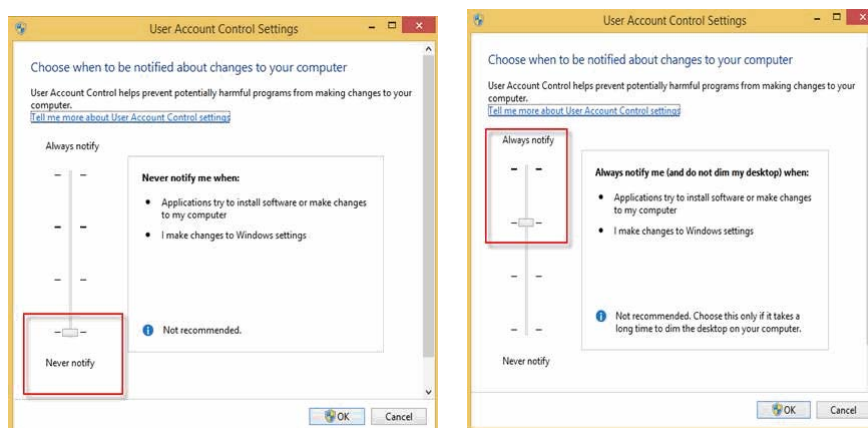 User Account Control Settings
Choose when to be notified about changes to your computer
User Account Control helps prevent potentially harmful programs from making changes to your
computer.
Tell me more about User Account Control settings
Always notify
Never notify me when:
Applications try to install software or make changes
to my computer
I make changes to Windows settings
Not recommended.
Never notify
OK
Cancel
User Account Control Settings
Choose when to be notified about changes to your computer
User Account Control helps prevent potentially harmful programs from making changes to your
computer.
Tell me more about User Account Control settings
Always notify
Always notify me (and do not dim my desktop) when:
Applications try to install software or make changes
to my computer
I make changes to Windows settings
Not recommended. Choose this only if it takes a
long time to dim the desktop on your computer.
Never notify
OK
Cancel